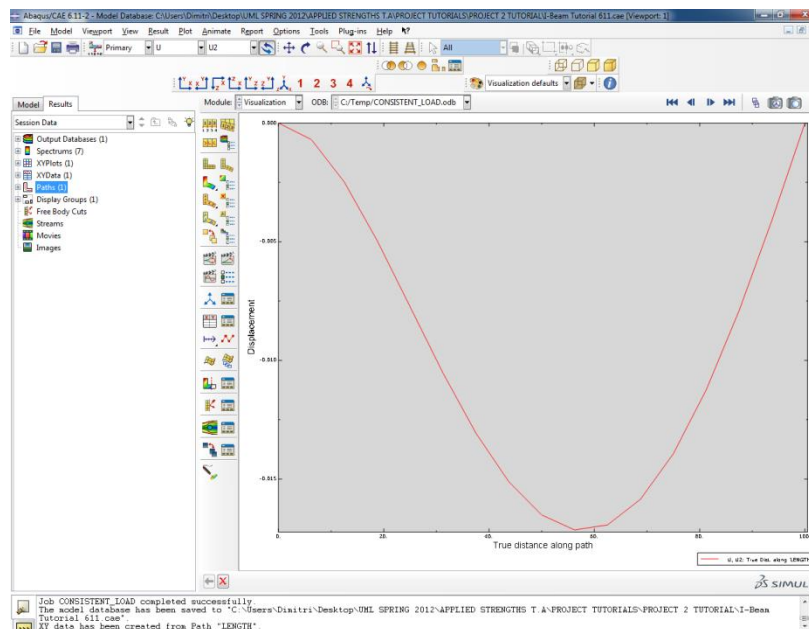 Abaqus/CAE 6.11-2 - Model Database: C:\Users\Dimitri\Desktop\UML SPRING 2012\APPLIED STRENGTHS T.A\PROJECT TUTORIALS\PROJECT 2 TUTORIAL\I-Beam Tutorial 611.cae [Viewport: 1]
File Model Viewport View Result Plot Animate Report Options Tools Plug-ins Help
Primary U U2 All
1 2 3 4 Visualization defaults
Model Results Module: Visualization ODB: C:/Temp/CONSISTENT_LOAD.odb
Session Data
Output Databases (1)
Spectrums (7)
XYPlots (1)
XYData (1)
Paths (1)
Display Groups (1)
Free Body Cuts
Streams
Movies
Images
0.000
-0.005
-0.010
-0.015
Displacement
0. 20. 40. 60. 80. 100.
True distance along path
U, U2: True Dist. along LENGTH
SIMUL
Job CONSISTENT_LOAD completed successfully.
The model database has been saved to "C:\Users\Dimitri\Desktop\UML SPRING 2012\APPLIED STRENGTHS T.A\PROJECT TUTORIALS\PROJECT 2 TUTORIAL\I-Beam
Tutorial 611.cae".
XY data has been created from Path "LENGTH".